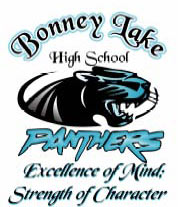 Bonney Lake
High School
PANTHERS
Excellence of Mind;
Strength of Character